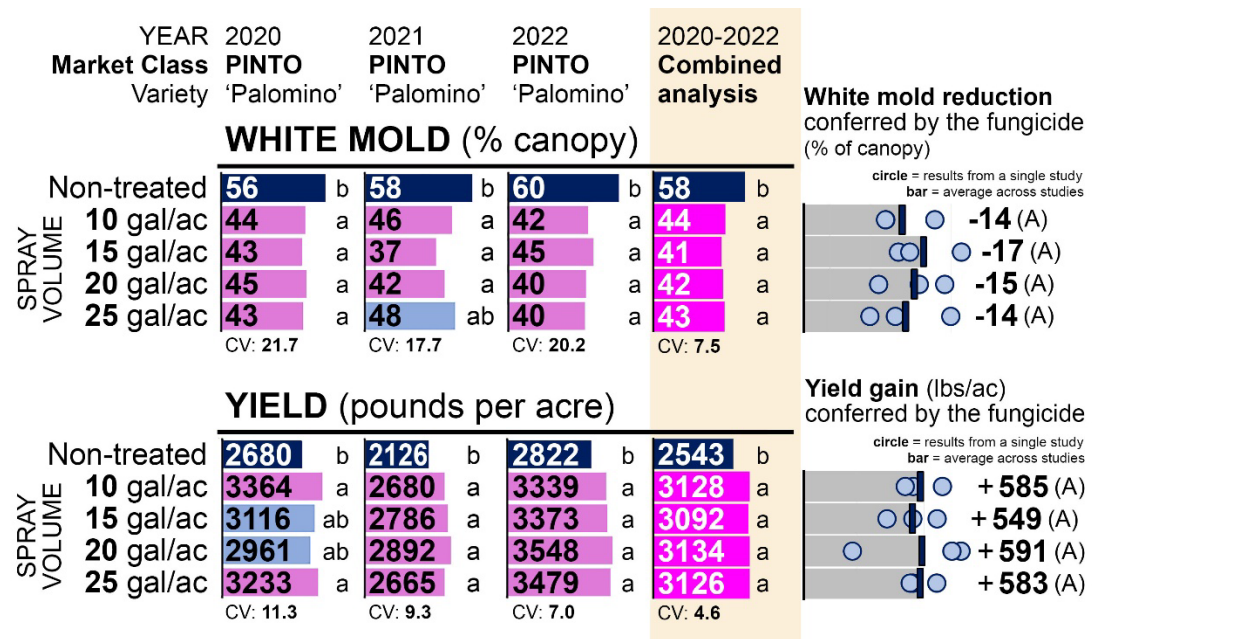 YEAR 2020 2021 2022 2020-2022
Market Class PINTO PINTO PINTO Combined
Variety ‘Palomino’ ‘Palomino’ ‘Palomino’ analysis
WHITE MOLD (% canopy)
White mold reduction
conferred by the fungicide
(% of canopy)
circle = results from a single study
bar = average across studies
Non-treated 56 b 58 b 60 b 58 b
SPRAY
VOLUME
10 gal/ac 44 a 46 a 42 a 44 a -14 (A)
15 gal/ac 43 a 37 a 45 a 41 a -17 (A)
20 gal/ac 45 a 42 a 40 a 42 a -15 (A)
25 gal/ac 43 a 48 ab 40 a 43 a -14 (A)
CV: 21.7 CV: 17.7 CV: 20.2 CV: 7.5
YIELD (pounds per acre)
Yield gain (lbs/ac)
conferred by the fungicide
circle = results from a single study
bar = average across studies
Non-treated 2680 b 2126 b 2822 b 2543 b
SPRAY
VOLUME
10 gal/ac 3364 a 2680 a 3339 a 3128 a +585 (A)
15 gal/ac 3116 ab 2786 a 3373 a 3092 a +549 (A)
20 gal/ac 2961 ab 2892 a 3548 a 3134 a +591 (A)
25 gal/ac 3233 a 2665 a 3479 a 3126 a +583 (A)
CV: 11.3 CV: 9.3 CV: 7.0 CV: 4.6